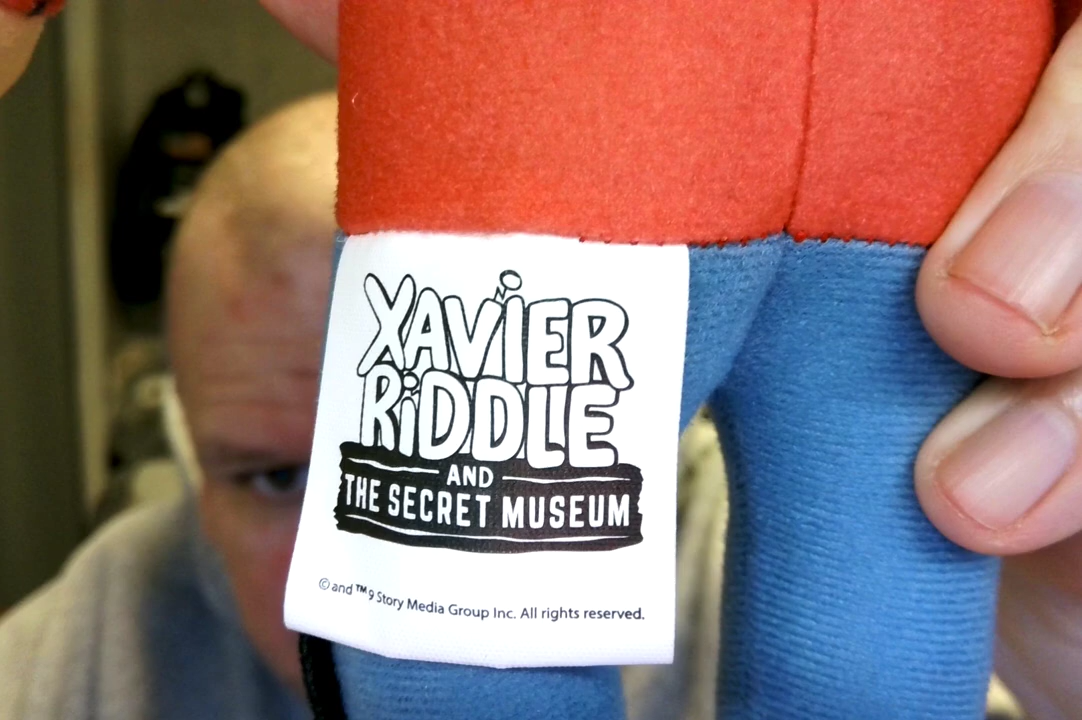 XAViER
RiDDLE
AND
THE SECRET MUSEUM
© and ™ 9 Story Media Group Inc. All rights reserved.